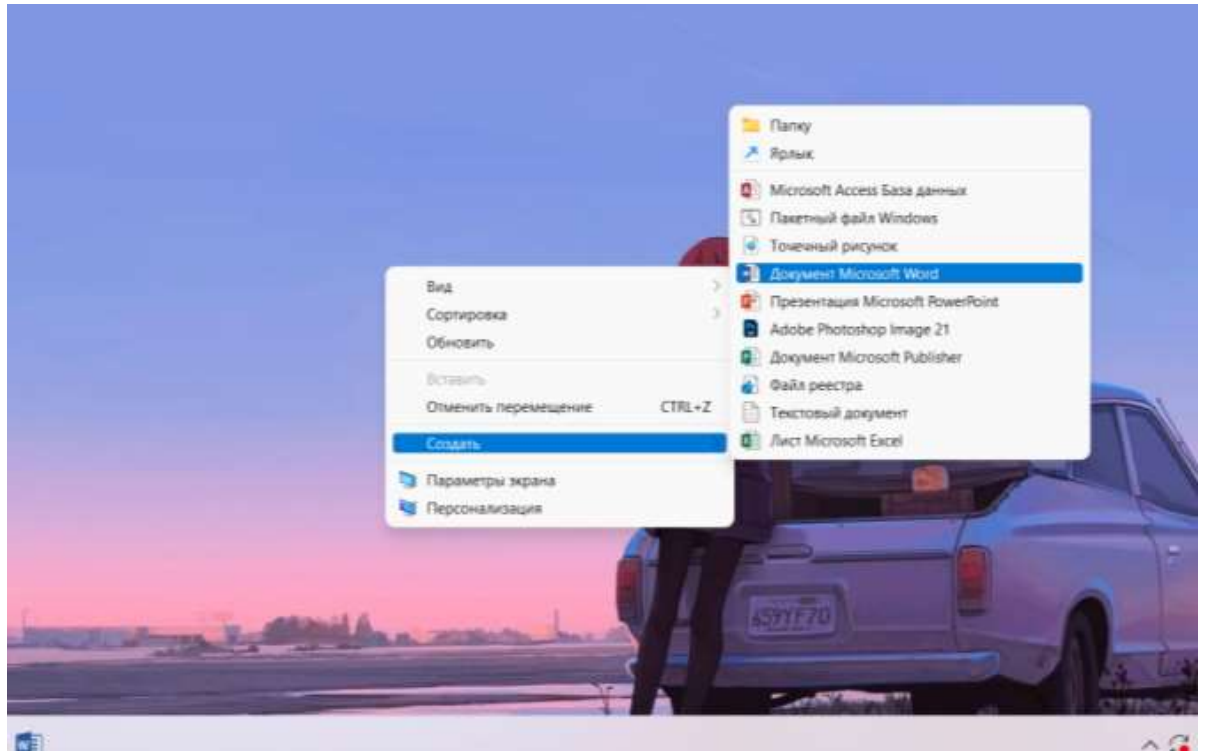 Папку
Ярлык
Microsoft Access База данных
Пакетный файл Windows
Точечный рисунок
Документ Microsoft Word
Презентация Microsoft PowerPoint
Adobe Photoshop Image 21
Документ Microsoft Publisher
Файл реестра
Текстовый документ
Лист Microsoft Excel
Вид
Сортировка
Обновить
Вставить
Отменить перемещение CTRL+Z
Создать
Параметры экрана
Персонализация